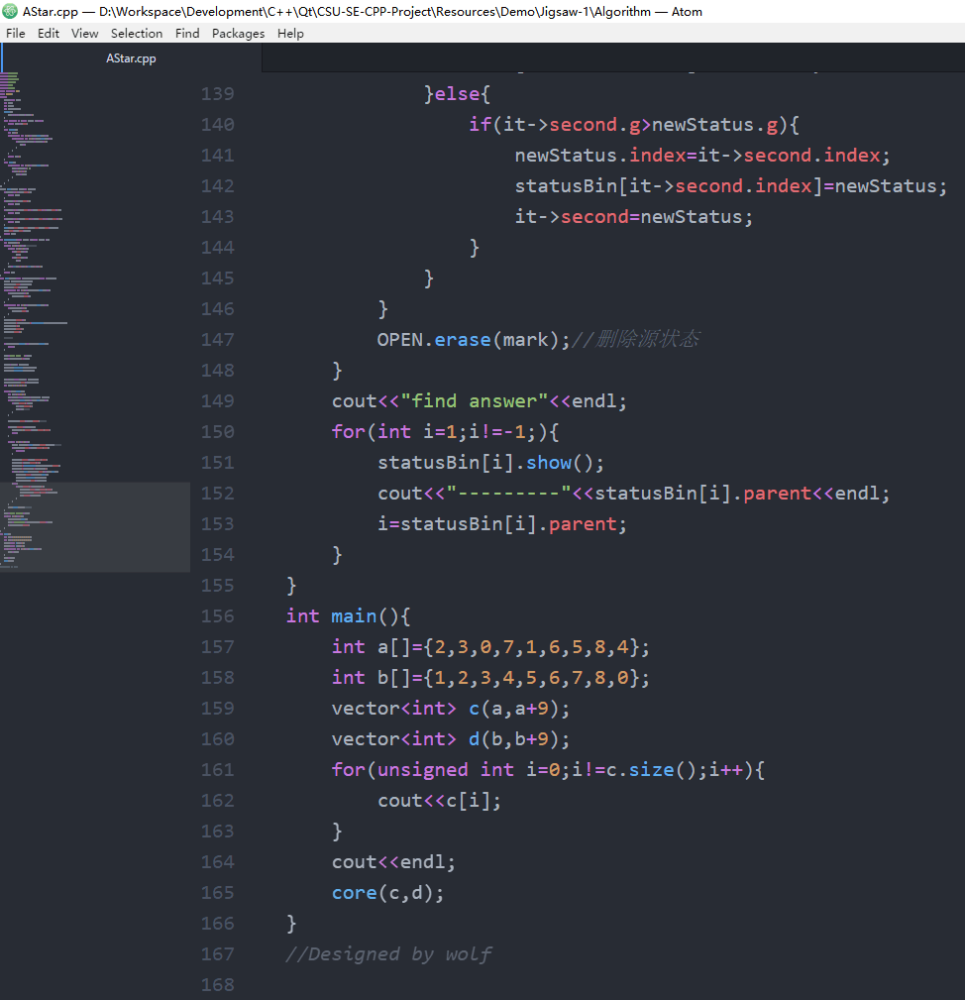 AStar.cpp — D:\Workspace\Development\C++\Qt\CSU-SE-CPP-Project\Resources\Demo\Jigsaw-1\Algorithm — Atom
File Edit View Selection Find Packages Help
AStar.cpp
139 }else{
140 if(it->second.g>newStatus.g){
141 newStatus.index=it->second.index;
142 statusBin[it->second.index]=newStatus;
143 it->second=newStatus;
144 }
145 }
146 }
147 OPEN.erase(mark);//删除源状态
148 }
149 cout<<"find answer"<<endl;
150 for(int i=1;i!=-1;){
151 statusBin[i].show();
152 cout<<"---------"<<statusBin[i].parent<<endl;
153 i=statusBin[i].parent;
154 }
155 }
156 int main(){
157 int a[]={2,3,0,7,1,6,5,8,4};
158 int b[]={1,2,3,4,5,6,7,8,0};
159 vector<int> c(a,a+9);
160 vector<int> d(b,b+9);
161 for(unsigned int i=0;i!=c.size();i++){
162 cout<<c[i];
163 }
164 cout<<endl;
165 core(c,d);
166 }
167 //Designed by wolf
168